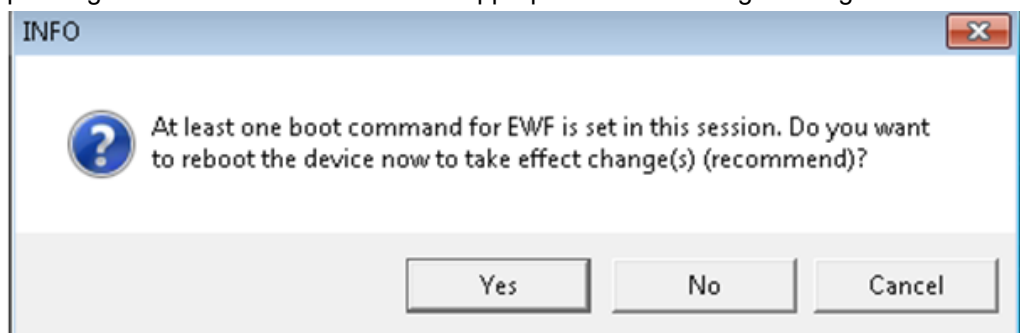 INFO
At least one boot command for EWF is set in this session. Do you want
to reboot the device now to take effect change(s) (recommend)?
Yes
No
Cancel